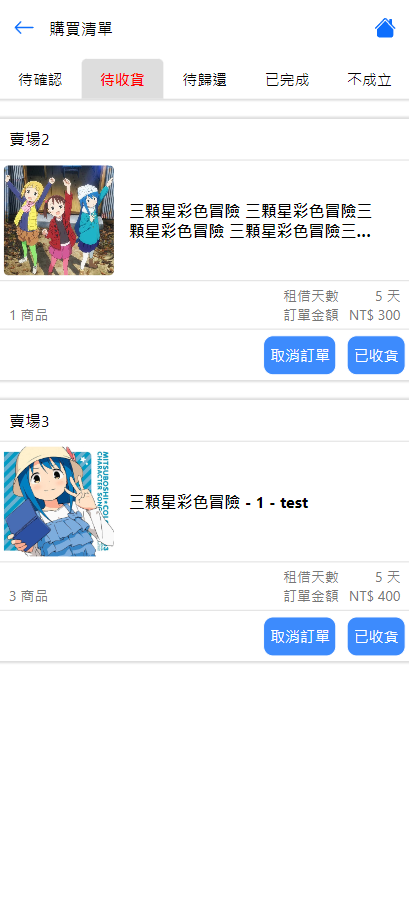 購買清單
待確認 待收貨 待歸還 已完成 不成立
賣場2
三顆星彩色冒險 三顆星彩色冒險三
顆星彩色冒險 三顆星彩色冒險三...
租借天數 5 天
1 商品 訂單金額 NT$ 300
取消訂單 已收貨
賣場3
MITSUBOSHI★COLORS
CHARACTER SONG
三顆星彩色冒險 - 1 - test
租借天數 5 天
3 商品 訂單金額 NT$ 400
取消訂單 已收貨